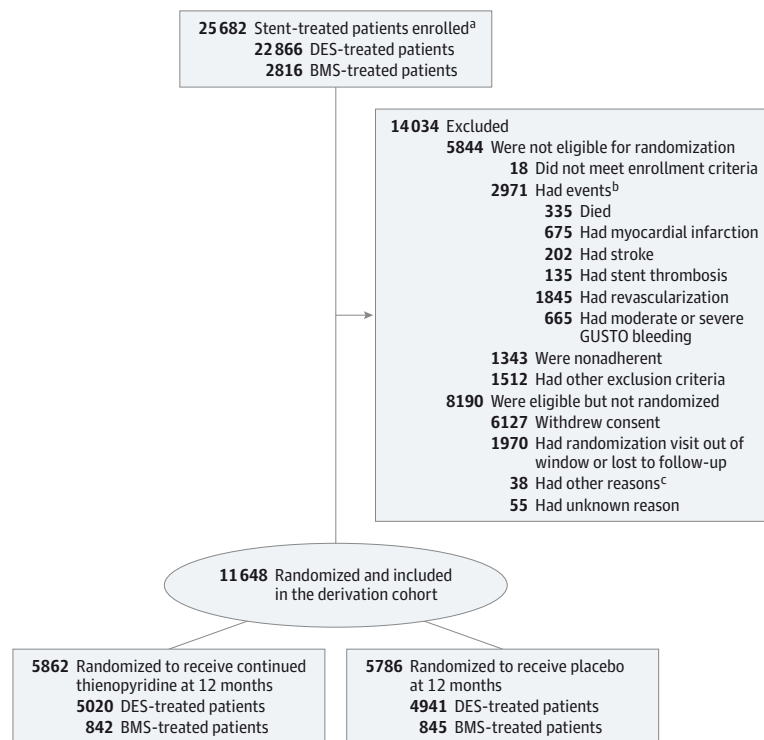 25 682 Stent-treated patients enrolledᵃ
22 866 DES-treated patients
2816 BMS-treated patients
14 034 Excluded
5844 Were not eligible for randomization
18 Did not meet enrollment criteria
2971 Had eventsᵇ
335 Died
675 Had myocardial infarction
202 Had stroke
135 Had stent thrombosis
1845 Had revascularization
665 Had moderate or severe
GUSTO bleeding
1343 Were nonadherent
1512 Had other exclusion criteria
8190 Were eligible but not randomized
6127 Withdrew consent
1970 Had randomization visit out of
window or lost to follow-up
38 Had other reasonsᶜ
55 Had unknown reason
11 648 Randomized and included
in the derivation cohort
5862 Randomized to receive continued
thienopyridine at 12 months
5020 DES-treated patients
842 BMS-treated patients
5786 Randomized to receive placebo
at 12 months
4941 DES-treated patients
845 BMS-treated patients